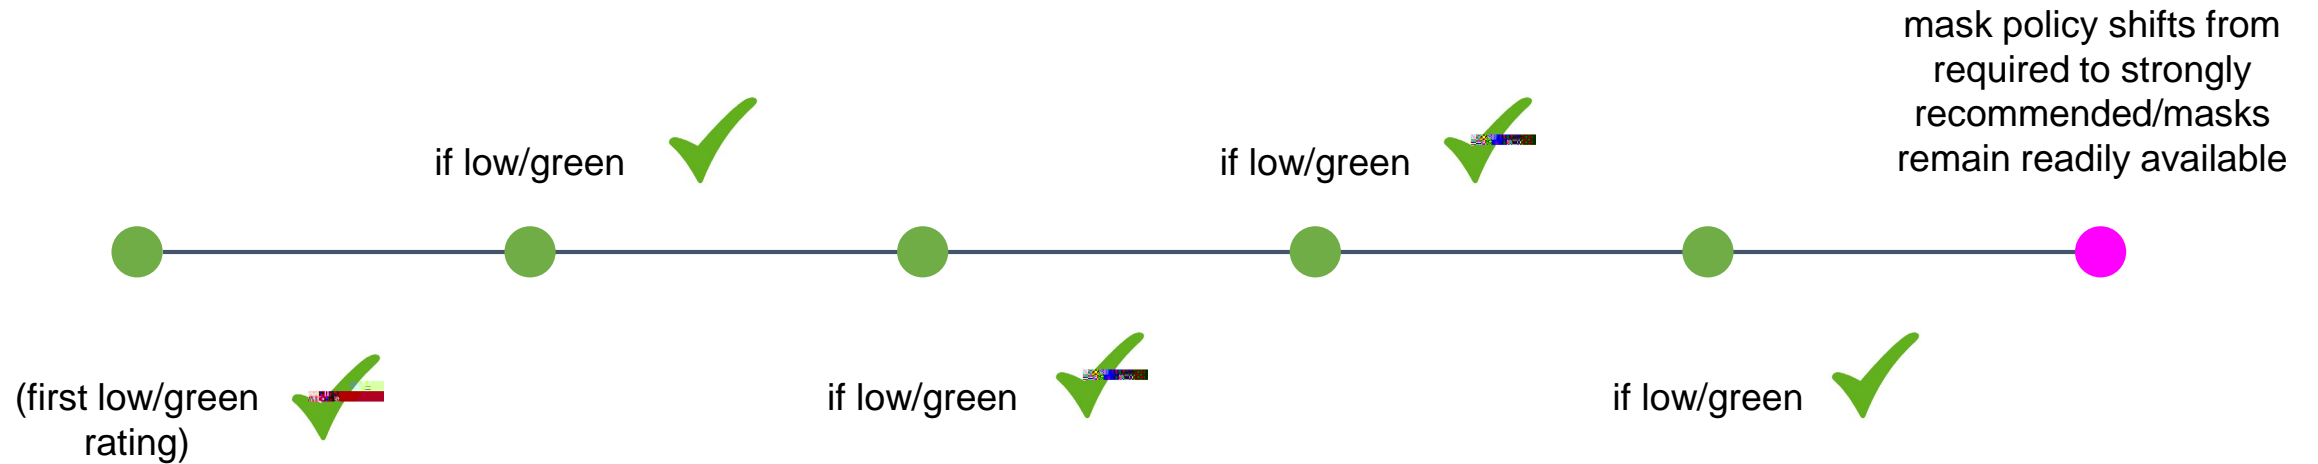 mask policy shifts from
required to strongly
recommended/masks
remain readily available
if low/green
if low/green
(first low/green
rating)
if low/green
if low/green